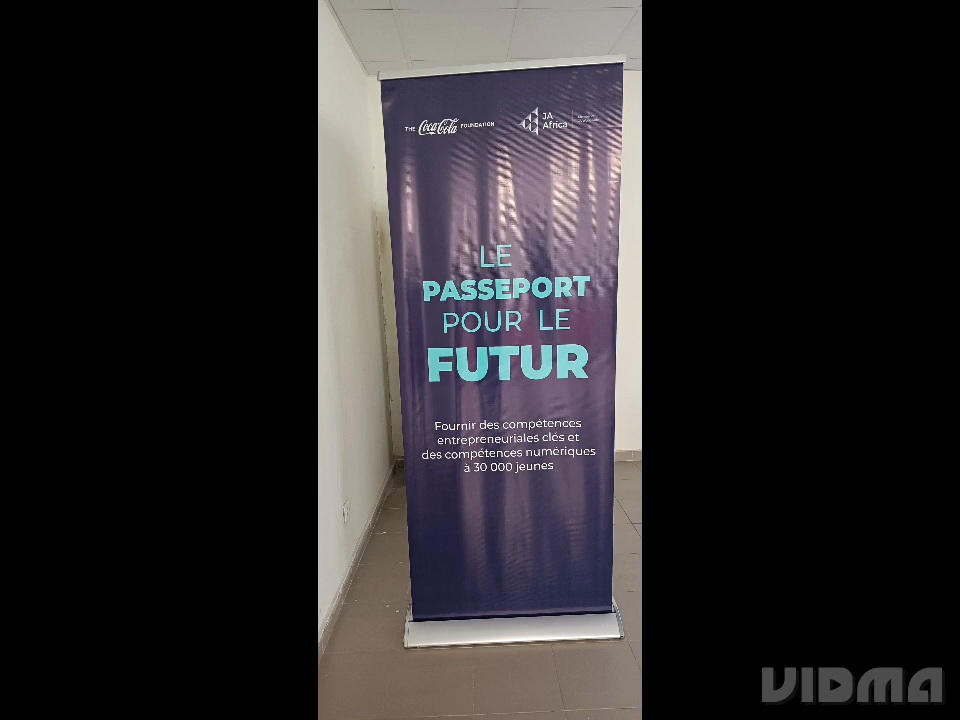 THE Coca-Cola FOUNDATION
JA
Africa
LE
PASSEPORT
POUR LE
FUTUR
Fournir des compétences
entrepreneuriales clés et
des compétences numériques
à 30 000 jeunes
VIDMA